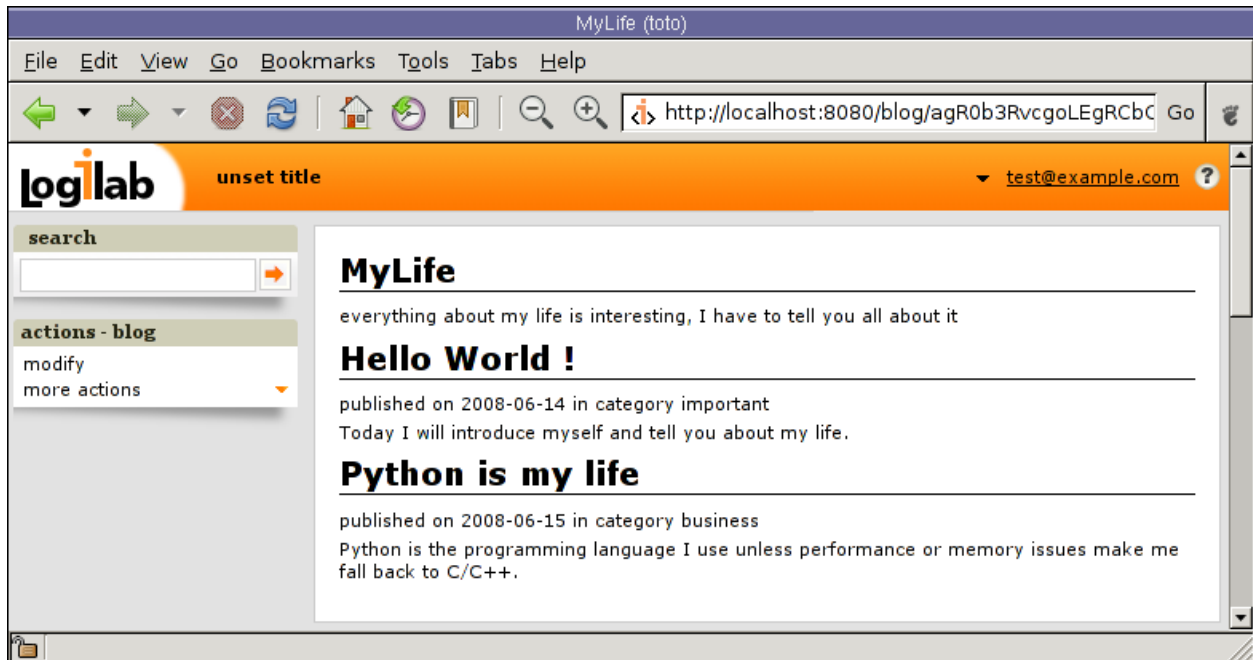 MyLife (toto)
File Edit View Go Bookmarks Tools Tabs Help
http://localhost:8080/blog/agR0b3RvcgoLEgRCbC Go
Logilab unset title test@example.com ?
search
actions - blog
modify
more actions
MyLife
everything about my life is interesting, I have to tell you all about it
Hello World !
published on 2008-06-14 in category important
Today I will introduce myself and tell you about my life.
Python is my life
published on 2008-06-15 in category business
Python is the programming language I use unless performance or memory issues make me
fall back to C/C++.